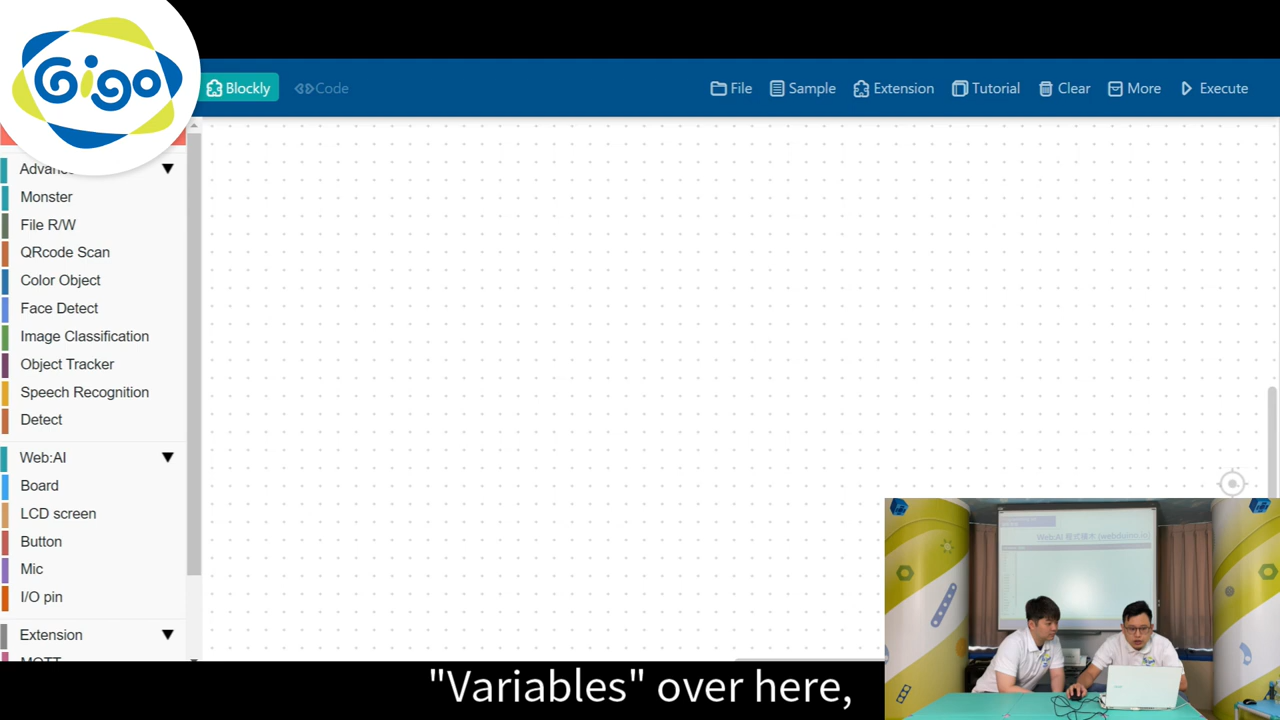 Gigo
Blockly
Code
File
Sample
Extension
Tutorial
Clear
More
Execute
Monster
File R/W
QRcode Scan
Color Object
Face Detect
Image Classification
Object Tracker
Speech Recognition
Detect
Web:AI
Board
LCD screen
Button
Mic
I/O pin
Extension
"Variables" over here,